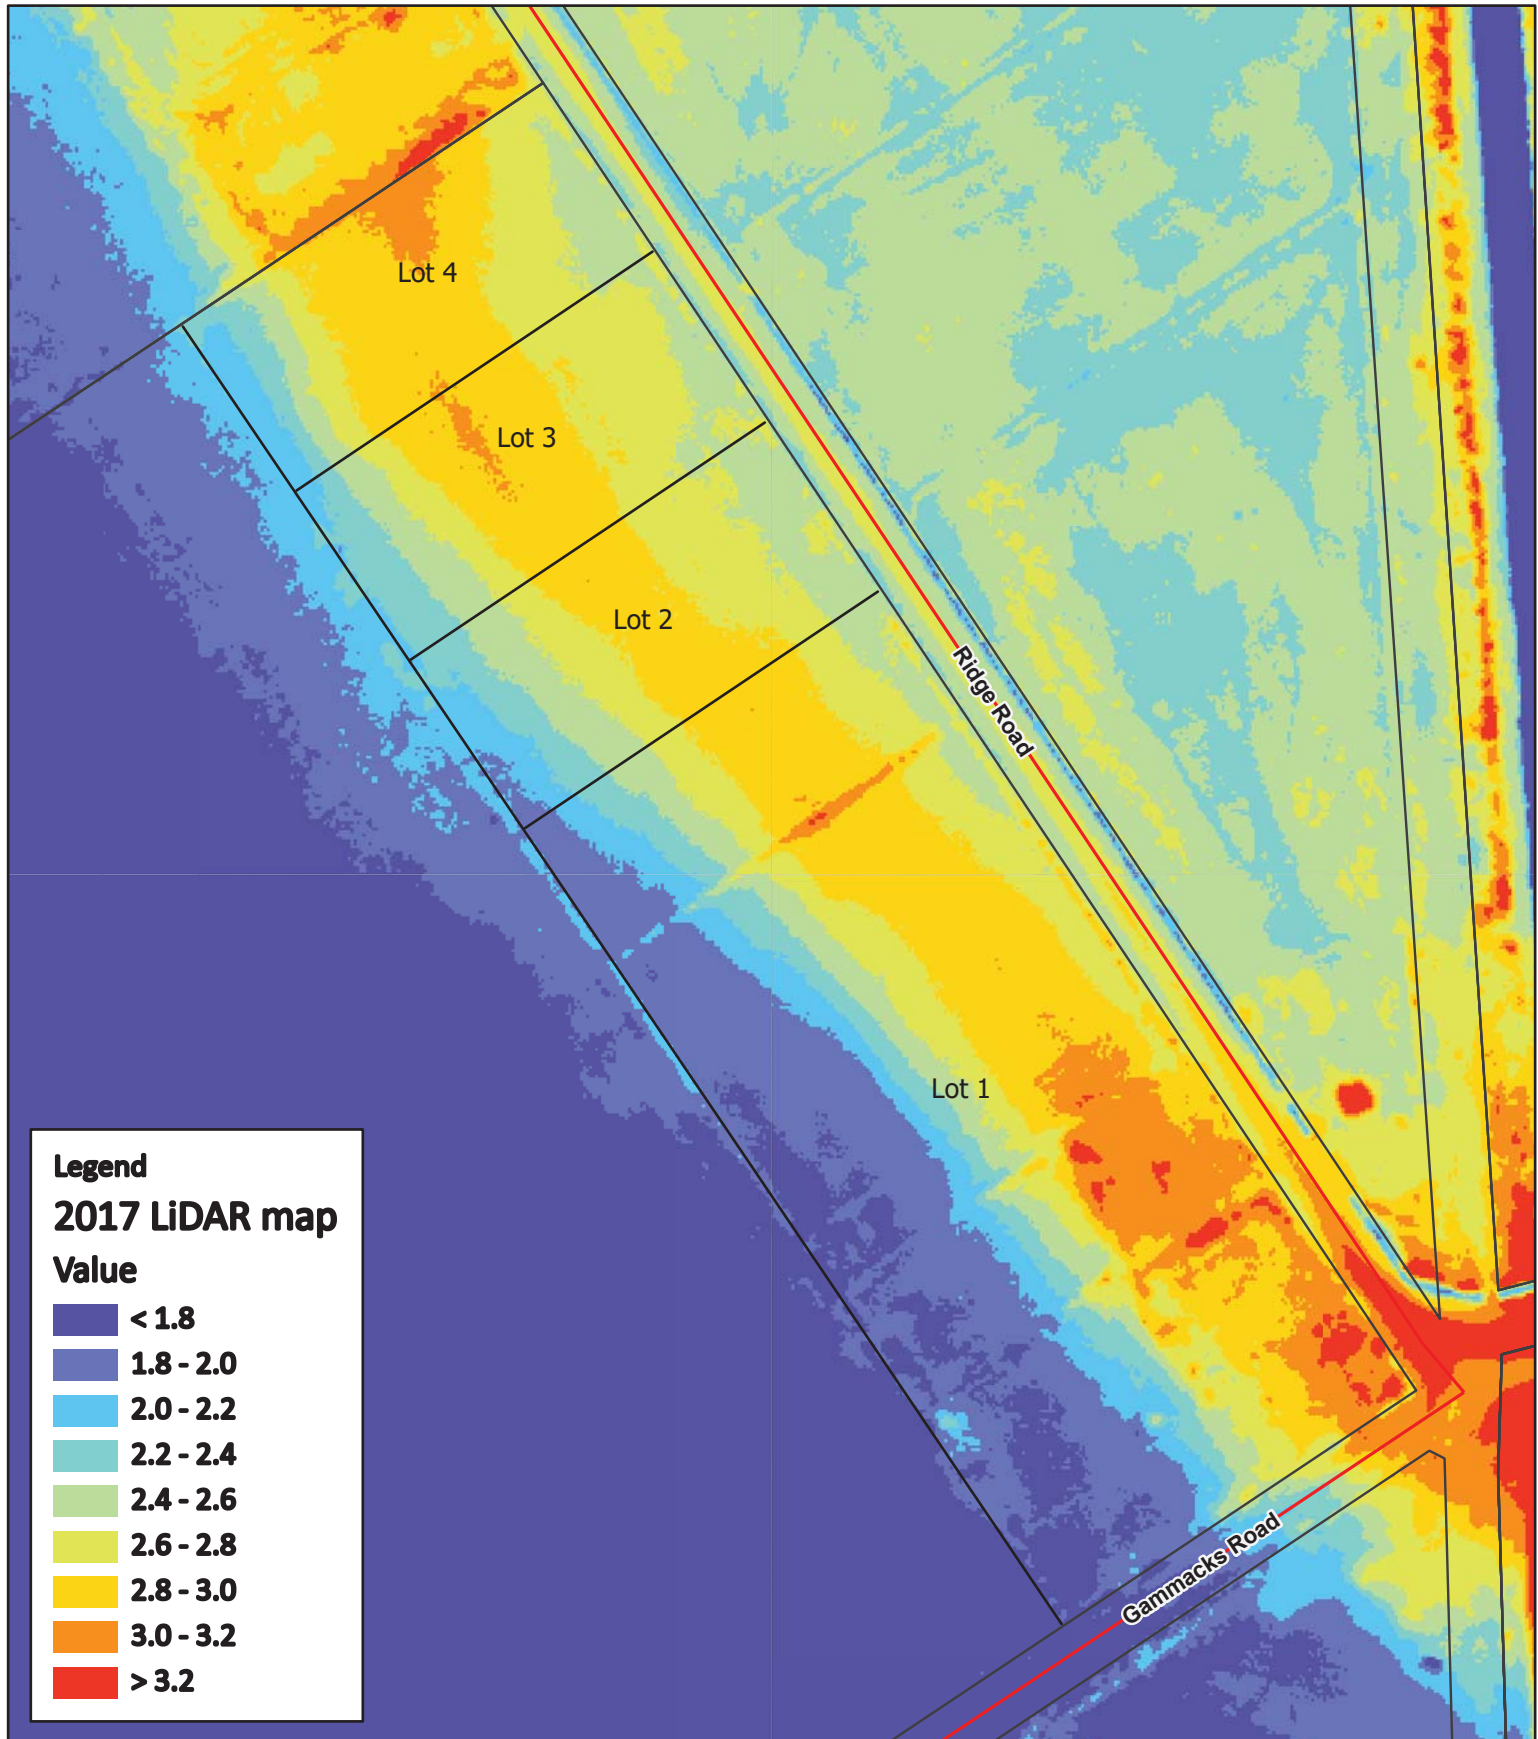 Lot 4
Lot 3
Lot 2
Ridge Road
Lot 1
Gammacks Road
Legend
2017 LiDAR map
Value
< 1.8
1.8 - 2.0
2.0 - 2.2
2.2 - 2.4
2.4 - 2.6
2.6 - 2.8
2.8 - 3.0
3.0 - 3.2
> 3.2